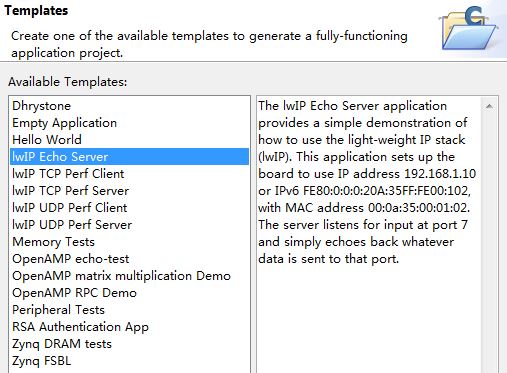 Templates
Create one of the available templates to generate a fully-functioning
application project.
Available Templates:
Dhrystone
Empty Application
Hello World
lwIP Echo Server
lwIP TCP Perf Client
lwIP TCP Perf Server
lwIP UDP Perf Client
lwIP UDP Perf Server
Memory Tests
OpenAMP echo-test
OpenAMP matrix multiplication Demo
OpenAMP RPC Demo
Peripheral Tests
RSA Authentication App
Zynq DRAM tests
Zynq FSBL
The lwIP Echo Server application
provides a simple demonstration of
how to use the light-weight IP stack
(lwIP). This application sets up the
board to use IP address 192.168.1.10
or IPv6 FE80:0:0:0:20A:35FF:FE00:102,
with MAC address 00:0a:35:00:01:02.
The server listens for input at port 7
and simply echoes back whatever
data is sent to that port.